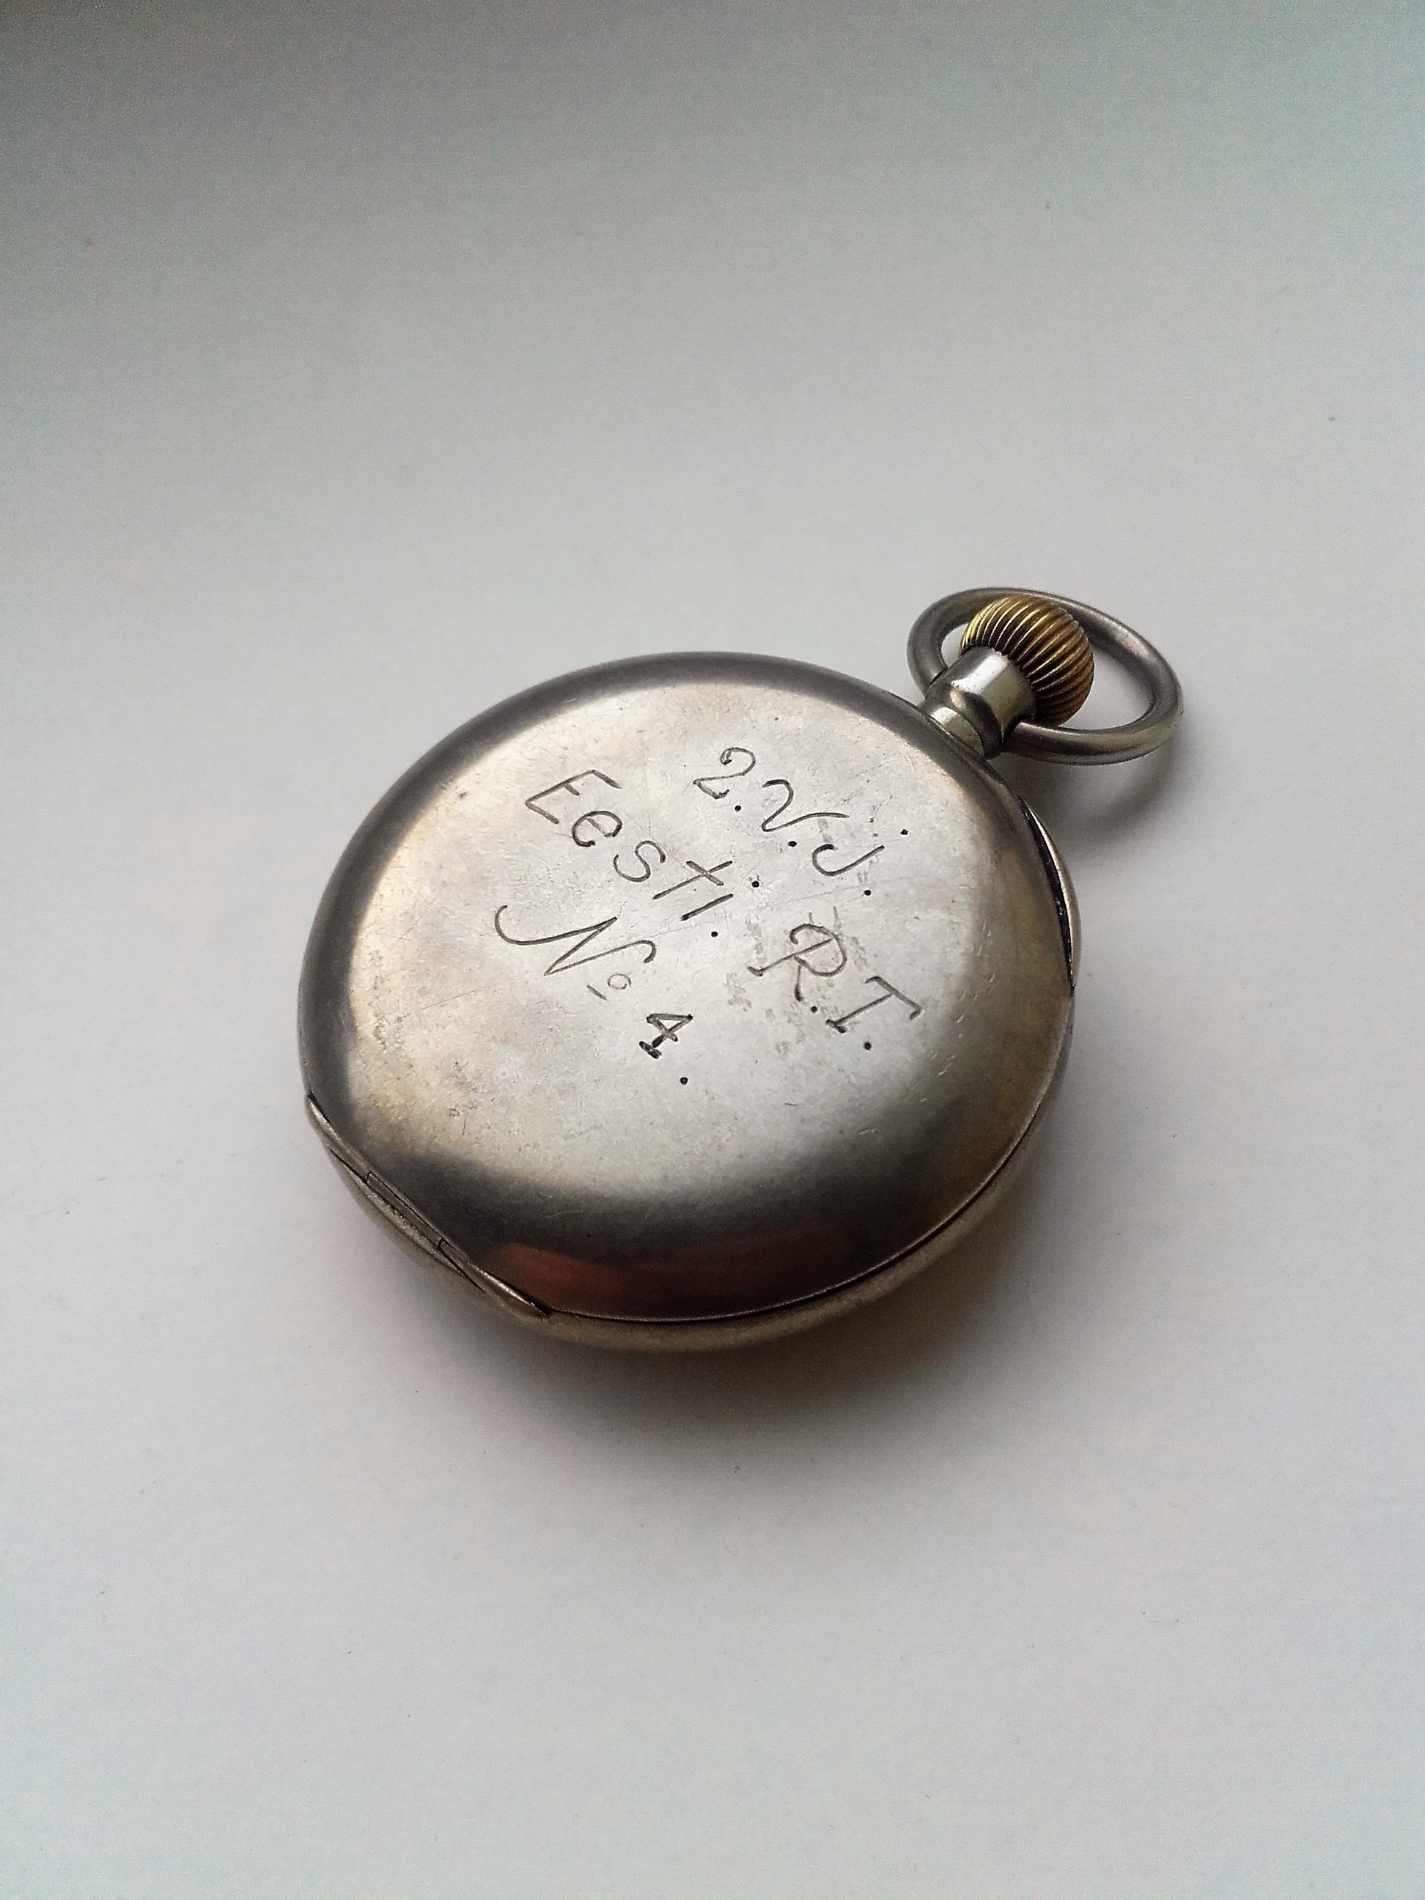 2.V.j.
Eesti. R.T.
No 4.